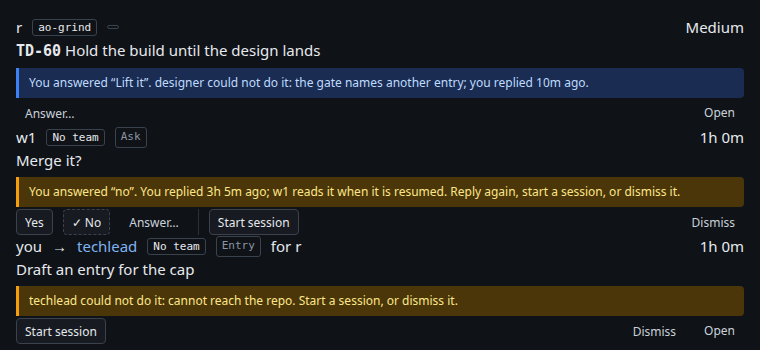 r ao-grind Medium
TD-60 Hold the build until the design lands
You answered “Lift it”. designer could not do it: the gate names another entry; you replied 10m ago.
Answer... Open
w1 No team Ask 1h 0m
Merge it?
You answered “no”. You replied 3h 5m ago; w1 reads it when it is resumed. Reply again, start a session, or dismiss it.
Yes ✓ No Answer... Start session Dismiss
you → techlead No team Entry for r 1h 0m
Draft an entry for the cap
techlead could not do it: cannot reach the repo. Start a session, or dismiss it.
Start session Dismiss Open